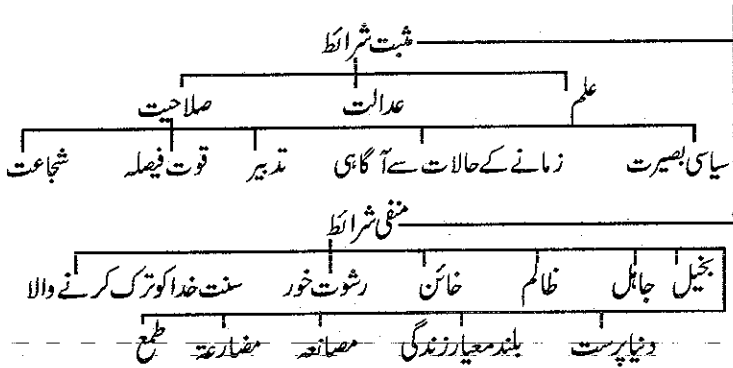 مثبت شرائط
علم عدالت صلاحیت
سیاسی بصیرت زمانے کے حالات سے آگاہی تدبیر قوت فیصلہ شجاعت
منفی شرائط
بخیل جاہل ظالم خائن رشوت خور سنت خدا کو ترک کرنے والا
دنیا پرست بلند معیار زندگی مصانعہ مضارعۃ طمع